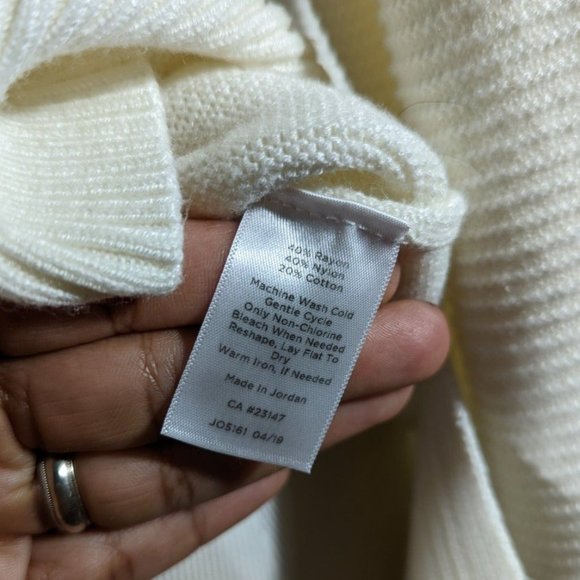 40% Rayon
40% Nylon
20% Cotton
Machine Wash Cold
Gentle Cycle
Only Non-Chlorine
Bleach When Needed
Reshape, Lay Flat To
Dry
Warm Iron, If Needed
Made in Jordan
CA #23147
JO5161 04/19